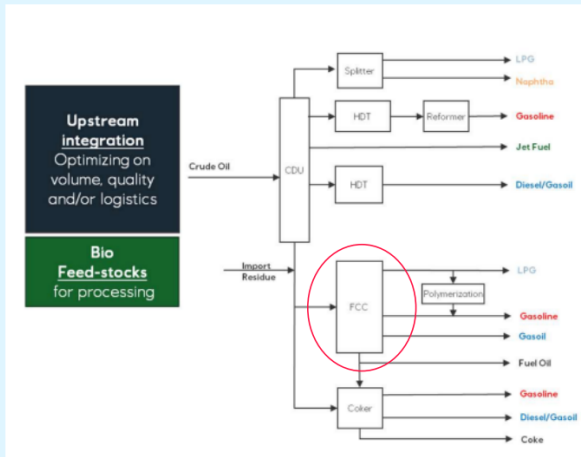 Upstream
integration
Optimizing on
volume, quality
and/or logistics
Bio
Feed-stocks
for processing
Crude Oil
Import
Residue
CDU
Splitter
LPG
Naphtha
HDT
Reformer
Gasoline
Jet Fuel
HDT
Diesel/Gasoil
FCC
LPG
Polymerization
Gasoline
Gasoil
Fuel Oil
Coker
Gasoline
Diesel/Gasoil
Coke